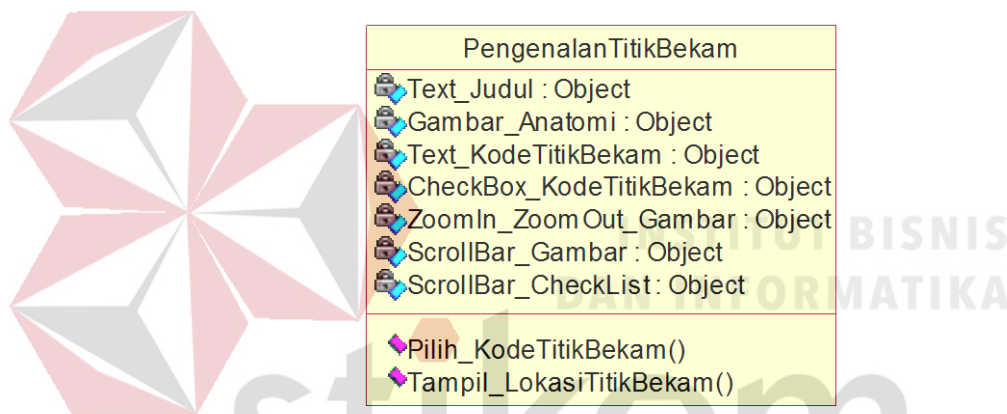 PengenalanTitikBekam
Text_Judul : Object
Gambar_Anatomi : Object
Text_KodeTitikBekam : Object
CheckBox_KodeTitikBekam : Object
ZoomIn_ZoomOut_Gambar : Object
ScrollBar_Gambar : Object
ScrollBar_CheckList : Object
Pilih_KodeTitikBekam()
Tampil_LokasiTitikBekam()
INSTITUT BISNIS
DAN INFORMATIKA
stikom